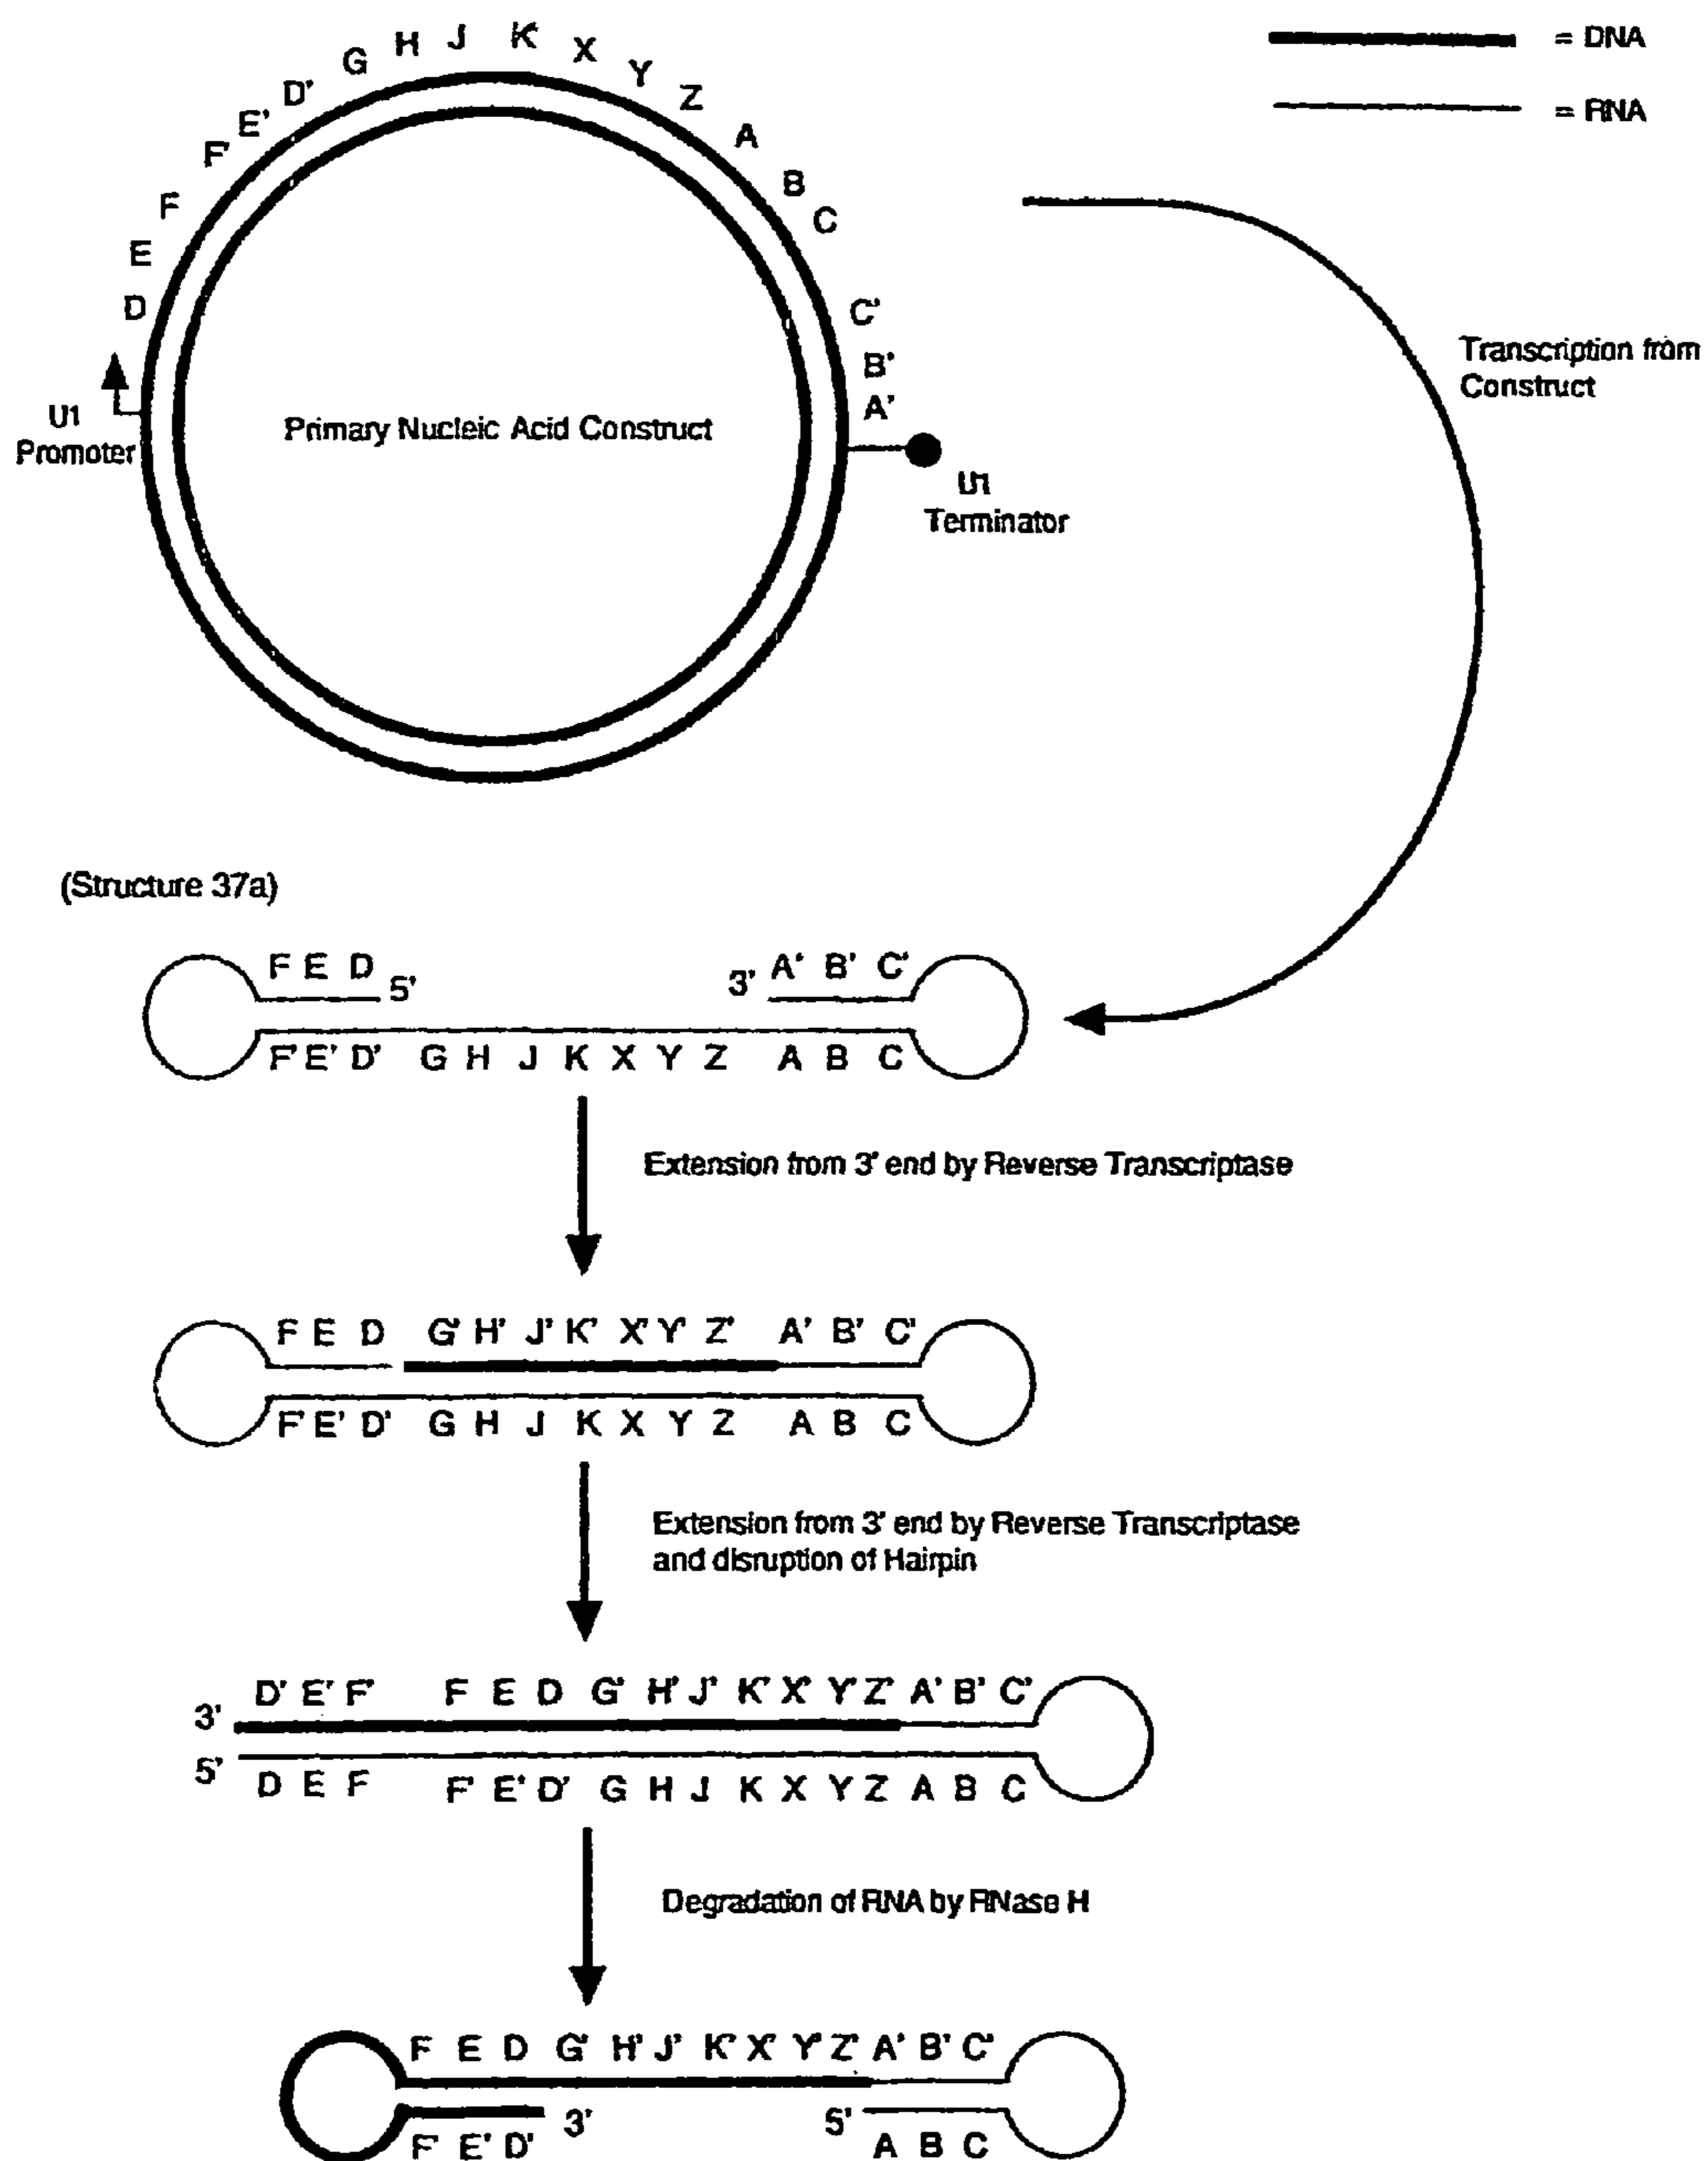 G H J K X Y Z A B C
D' E' F' F E D
C' B' A'
= DNA
= RNA
U1
Promoter
Primary Nucleic Acid Construct
U1
Terminator
Transcription from
Construct
(Structure 37a)
F E D 5' 3' A' B' C'
F' E' D' G H J K X Y Z A B C
Extension from 3' end by Reverse Transcriptase
F E D G' H' J' K' X' Y' Z' A' B' C'
F' E' D' G H J K X Y Z A B C
Extension from 3' end by Reverse Transcriptase
and disruption of Hairpin
3' D' E' F' F E D G' H' J' K' X' Y' Z' A' B' C'
5' D E F F' E' D' G H J K X Y Z A B C
Degradation of RNA by RNase H
F E D G' H' J' K' X' Y' Z' A' B' C'
3' 5'
F' E' D' A B C